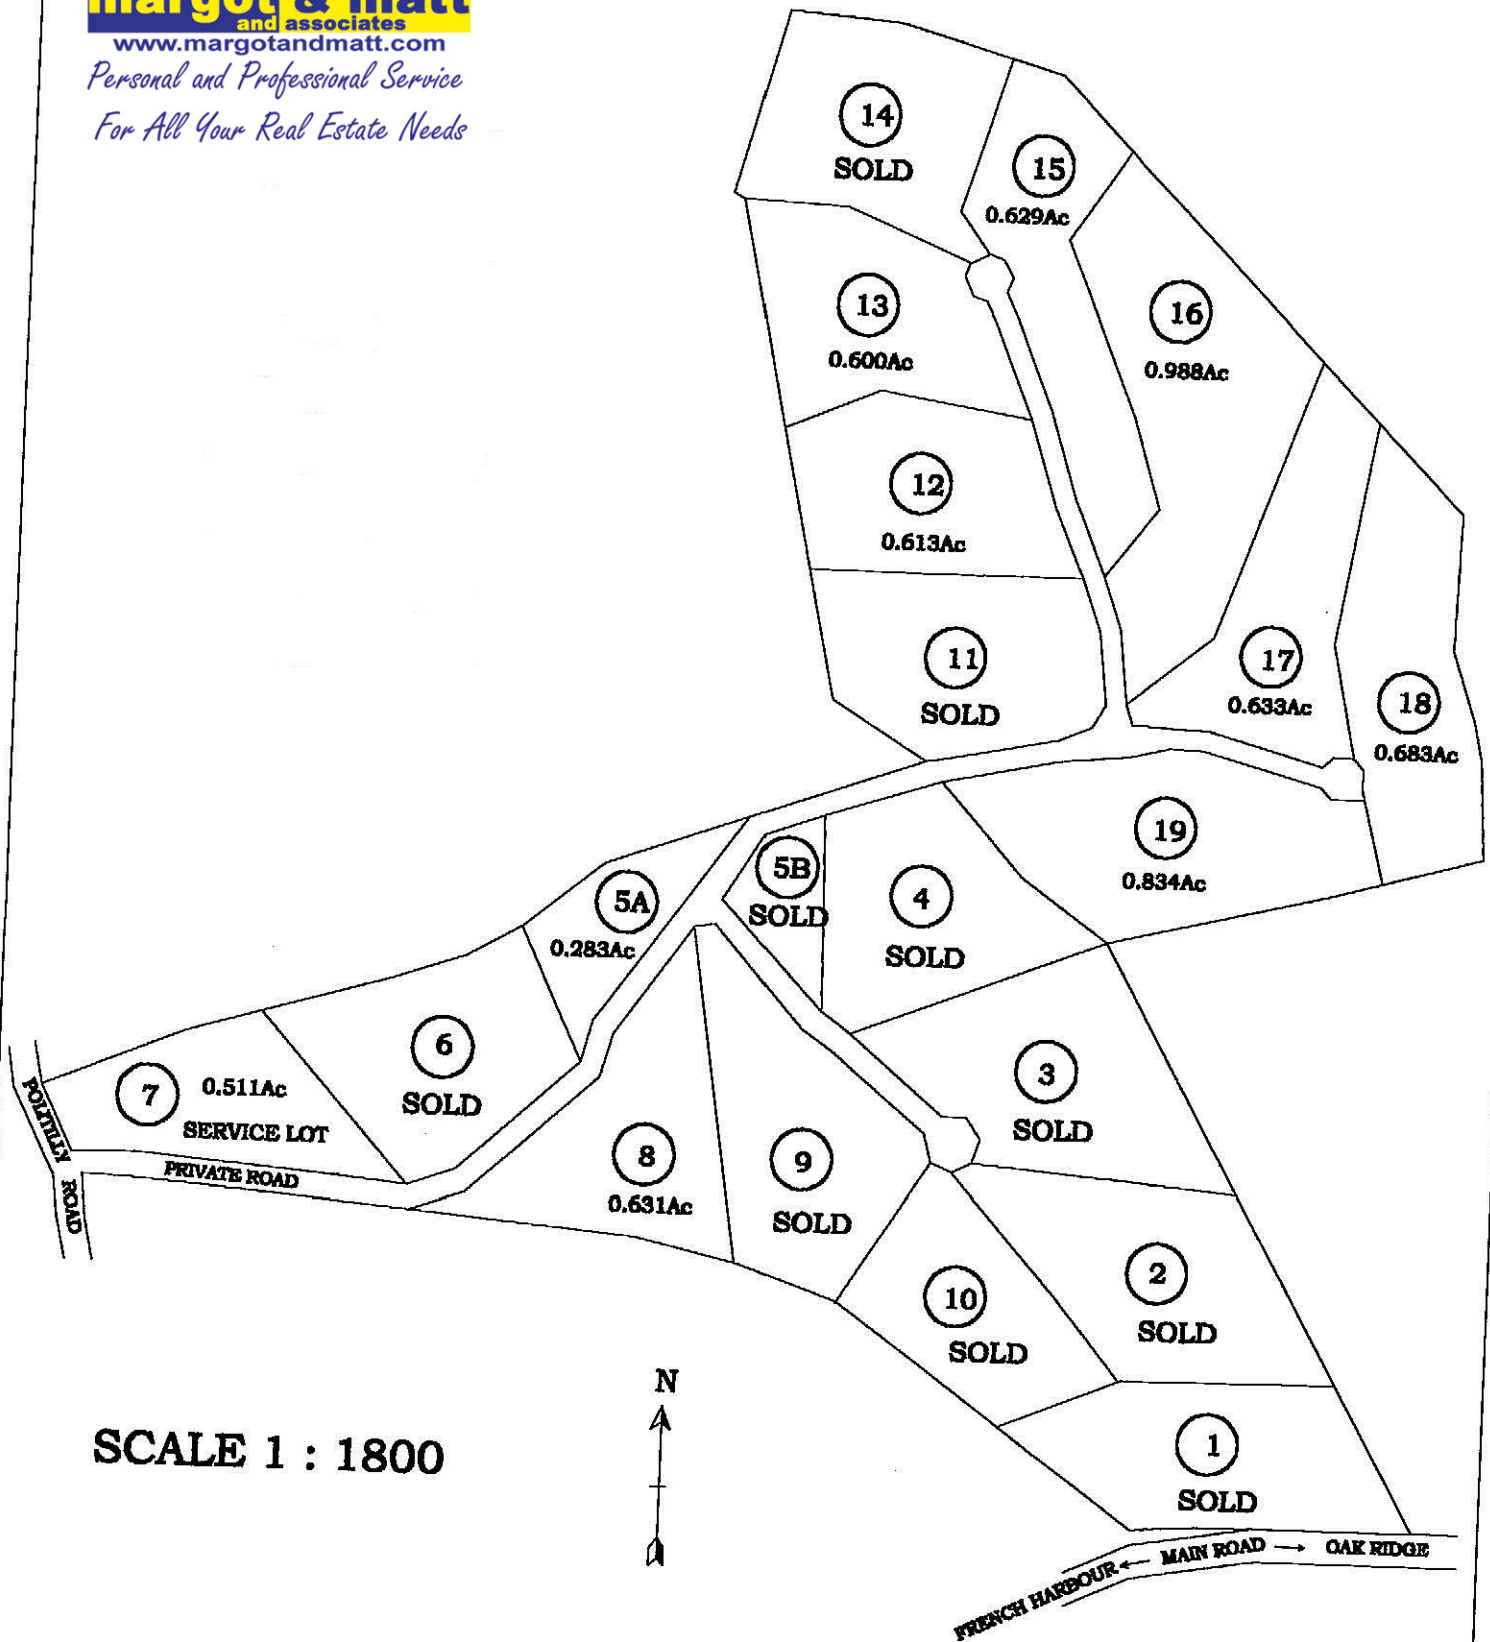 margot & matt
and associates
www.margotandmatt.com
Personal and Professional Service
For All Your Real Estate Needs
14
SOLD
15
0.629Ac
13
0.600Ac
16
0.988Ac
12
0.613Ac
11
SOLD
17
0.633Ac
18
0.683Ac
19
0.834Ac
5B
SOLD
4
SOLD
5A
0.283Ac
6
SOLD
7
0.511Ac
SERVICE LOT
3
SOLD
8
0.631Ac
9
SOLD
PRIVATE ROAD
ROAD
10
SOLD
2
SOLD
1
SOLD
N
SCALE 1 : 1800
FRENCH HARBOUR ← MAIN ROAD → OAK RIDGE